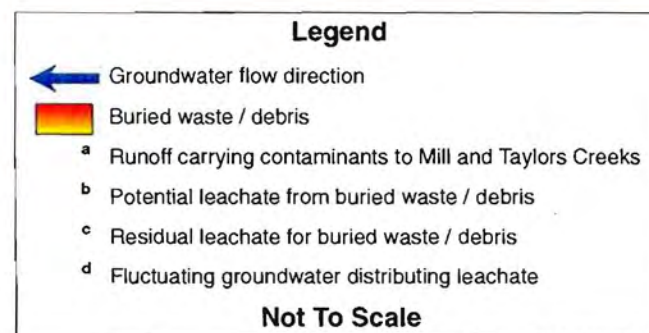 Legend
Groundwater flow direction
Buried waste / debris
a Runoff carrying contaminants to Mill and Taylors Creeks
b Potential leachate from buried waste / debris
c Residual leachate for buried waste / debris
d Fluctuating groundwater distributing leachate
Not To Scale